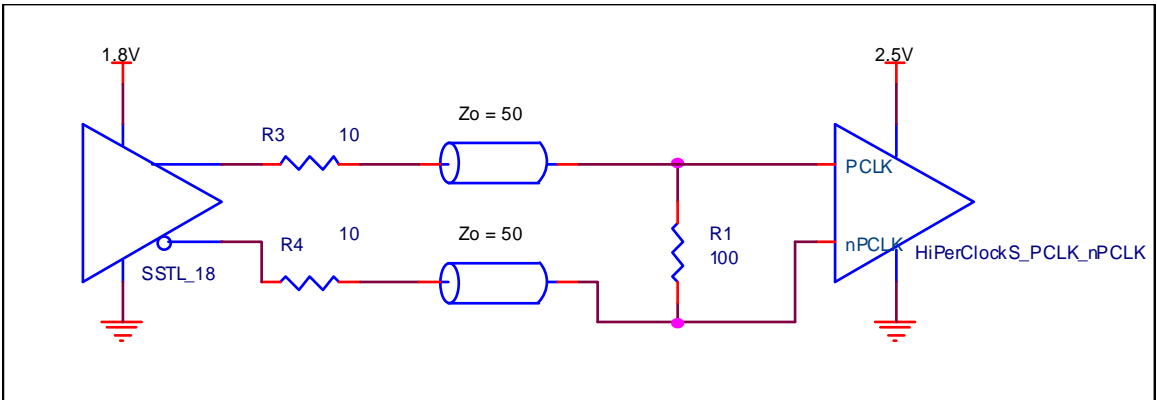 1.8V
2.5V
Zo = 50
R3 10
PCLK
R4 10
Zo = 50
R1
100
nPCLK
HiPerClockS_PCLK_nPCLK
SSTL_18